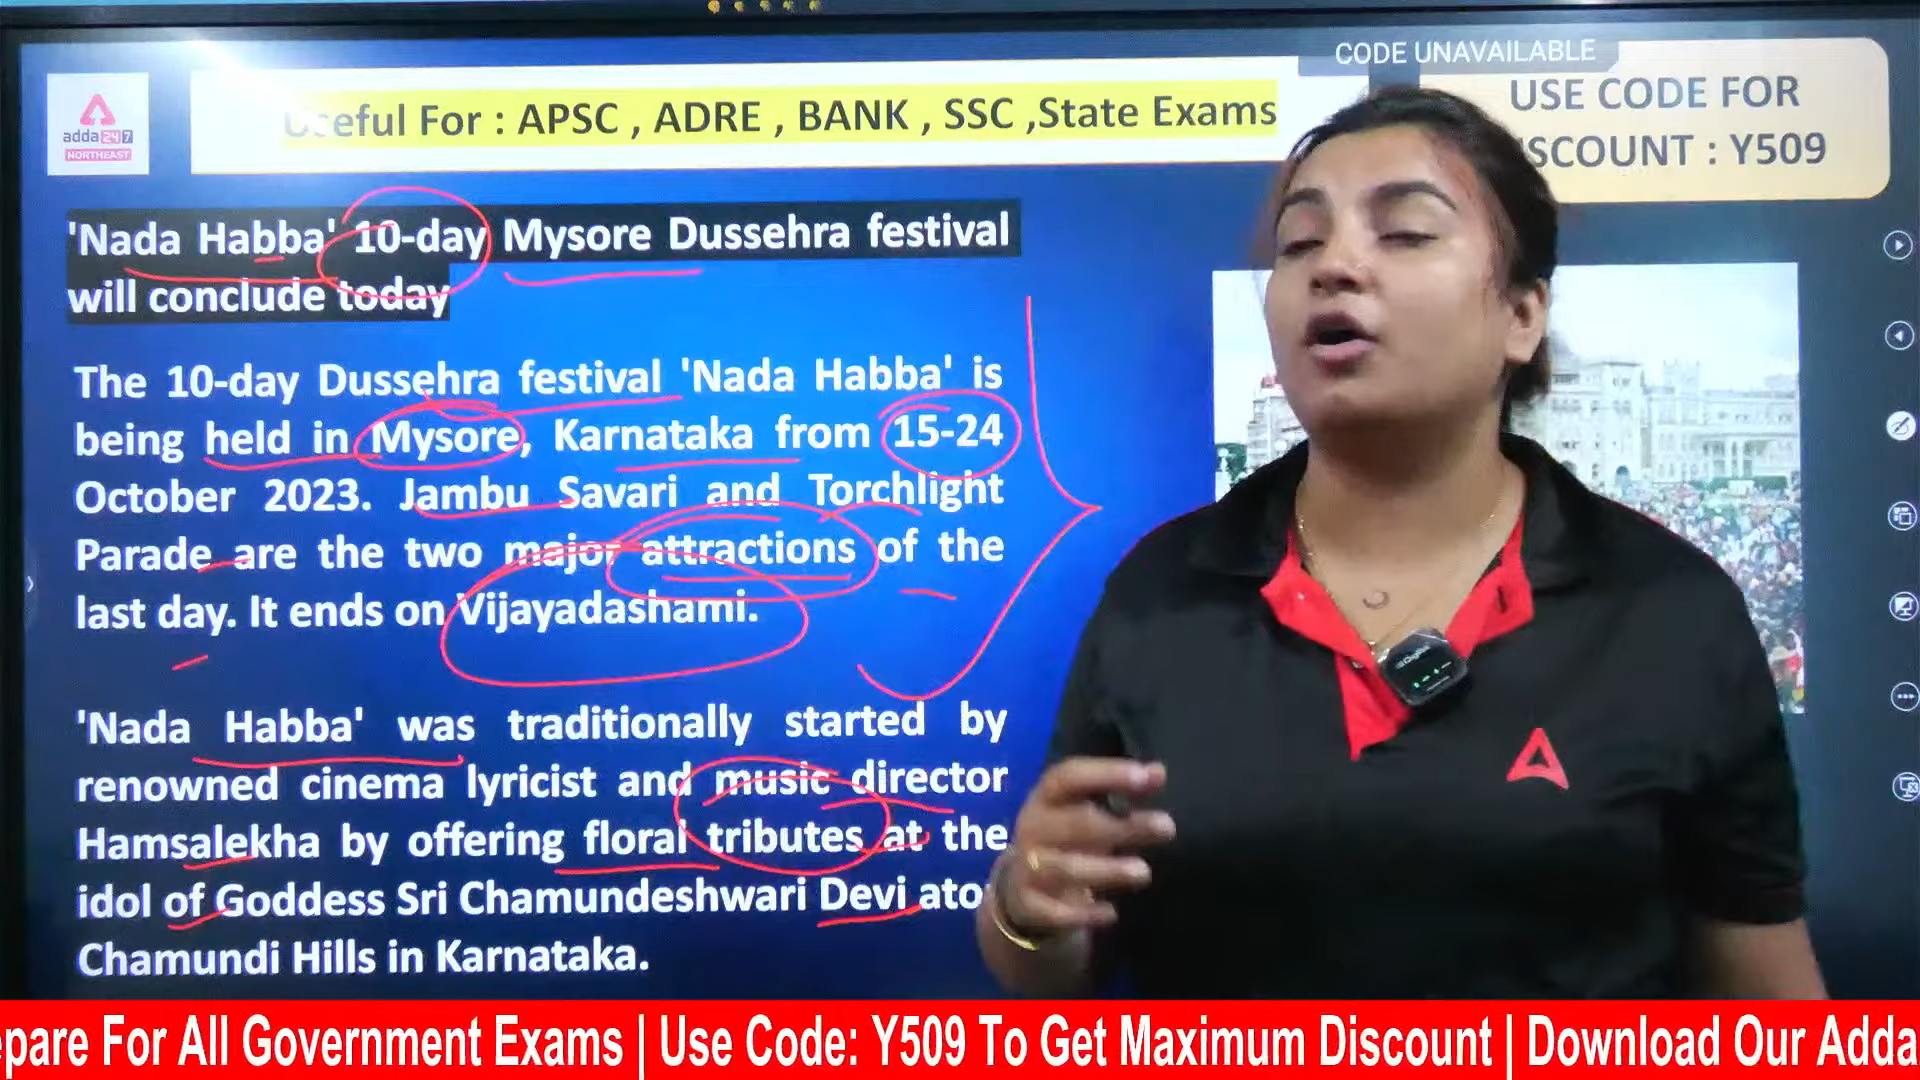 CODE UNAVAILABLE
USE CODE FOR
SCOUNT : Y509
adda 247
NORTHEAST
Useful For : APSC , ADRE , BANK , SSC ,State Exams
'Nada Habba' 10-day Mysore Dussehra festival
will conclude today
The 10-day Dussehra festival 'Nada Habba' is
being held in Mysore, Karnataka from 15-24
October 2023. Jambu Savari and Torchlight
Parade are the two major attractions of the
last day. It ends on Vijayadashami.
'Nada Habba' was traditionally started by
renowned cinema lyricist and music director
Hamsalekha by offering floral tributes at the
idol of Goddess Sri Chamundeshwari Devi ato
Chamundi Hills in Karnataka.
epare For All Government Exams | Use Code: Y509 To Get Maximum Discount | Download Our Adda